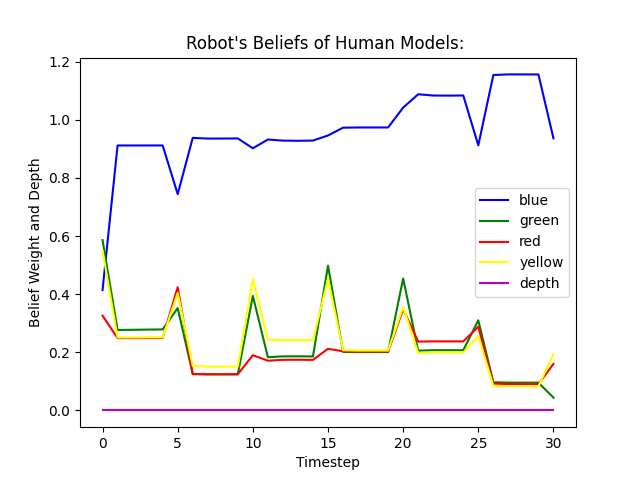 Robot's Beliefs of Human Models:
1.2
1.0
0.8
0.6
0.4
0.2
0.0
Belief Weight and Depth
blue
green
red
yellow
depth
0 5 10 15 20 25 30
Timestep